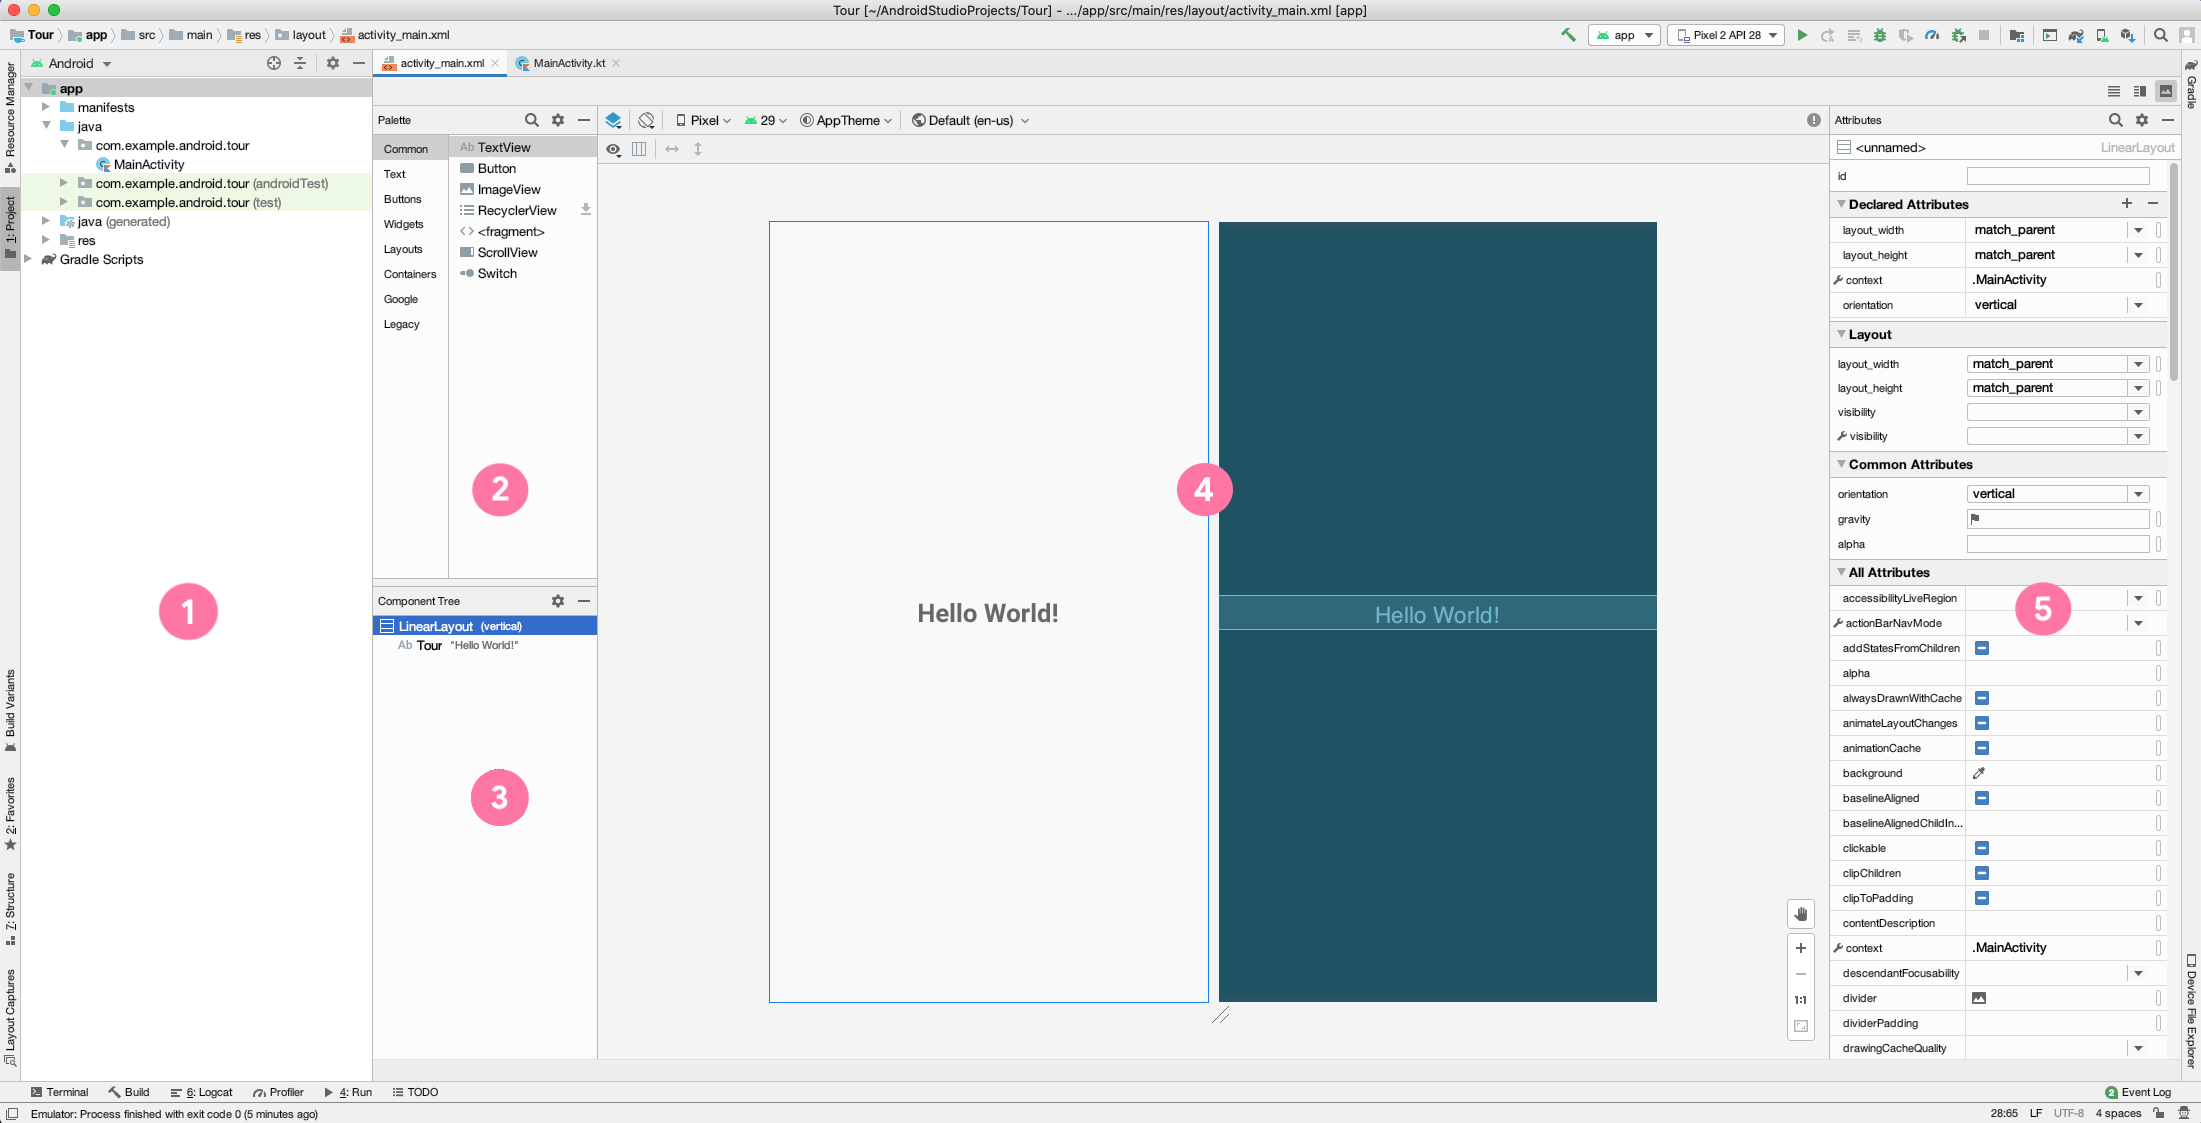 Tour [~/AndroidStudioProjects/Tour] - .../app/src/main/res/layout/activity_main.xml [app]
Tour app src main res layout activity_main.xml
app Pixel 2 API 28
Resource Manager
1: Project
Build Variants
2: Favorites
7: Structure
Layout Captures
Android
app
manifests
java
com.example.android.tour
MainActivity
com.example.android.tour (androidTest)
com.example.android.tour (test)
java (generated)
res
Gradle Scripts
1
activity_main.xml MainActivity.kt
Palette
Common
Text
Buttons
Widgets
Layouts
Containers
Google
Legacy
Ab TextView
Button
ImageView
RecyclerView
<fragment>
ScrollView
Switch
2
Component Tree
LinearLayout (vertical)
Ab Tour "Hello World!"
3
Pixel 29 AppTheme Default (en-us)
Hello World!
4
Hello World!
1:1
Attributes
<unnamed> LinearLayout
id
Declared Attributes
layout_width match_parent
layout_height match_parent
context .MainActivity
orientation vertical
Layout
layout_width match_parent
layout_height match_parent
visibility
visibility
Common Attributes
orientation vertical
gravity
alpha
All Attributes
accessibilityLiveRegion
5
actionBarNavMode
addStatesFromChildren
alpha
alwaysDrawnWithCache
animateLayoutChanges
animationCache
background
baselineAligned
baselineAlignedChildIn...
clickable
clipChildren
clipToPadding
contentDescription
context .MainActivity
descendantFocusability
divider
dividerPadding
drawingCacheQuality
Gradle
Device File Explorer
Terminal Build 6: Logcat Profiler 4: Run TODO 2 Event Log
Emulator: Process finished with exit code 0 (5 minutes ago) 28:65 LF UTF-8 4 spaces